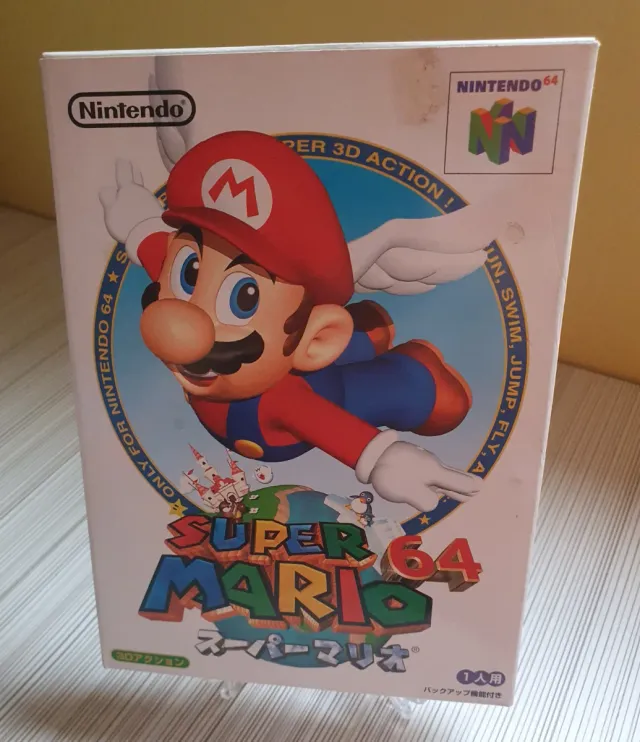 Nintendo®
NINTENDO 64
PER 3D ACTION!
UN, SWIM, JUMP, FLY, A
★ ONLY FOR NINTENDO 64 ★ S
M
SUPER
MARIO 64
スーパーマリオ®
3Dアクション
1人用
バックアップ機能付き